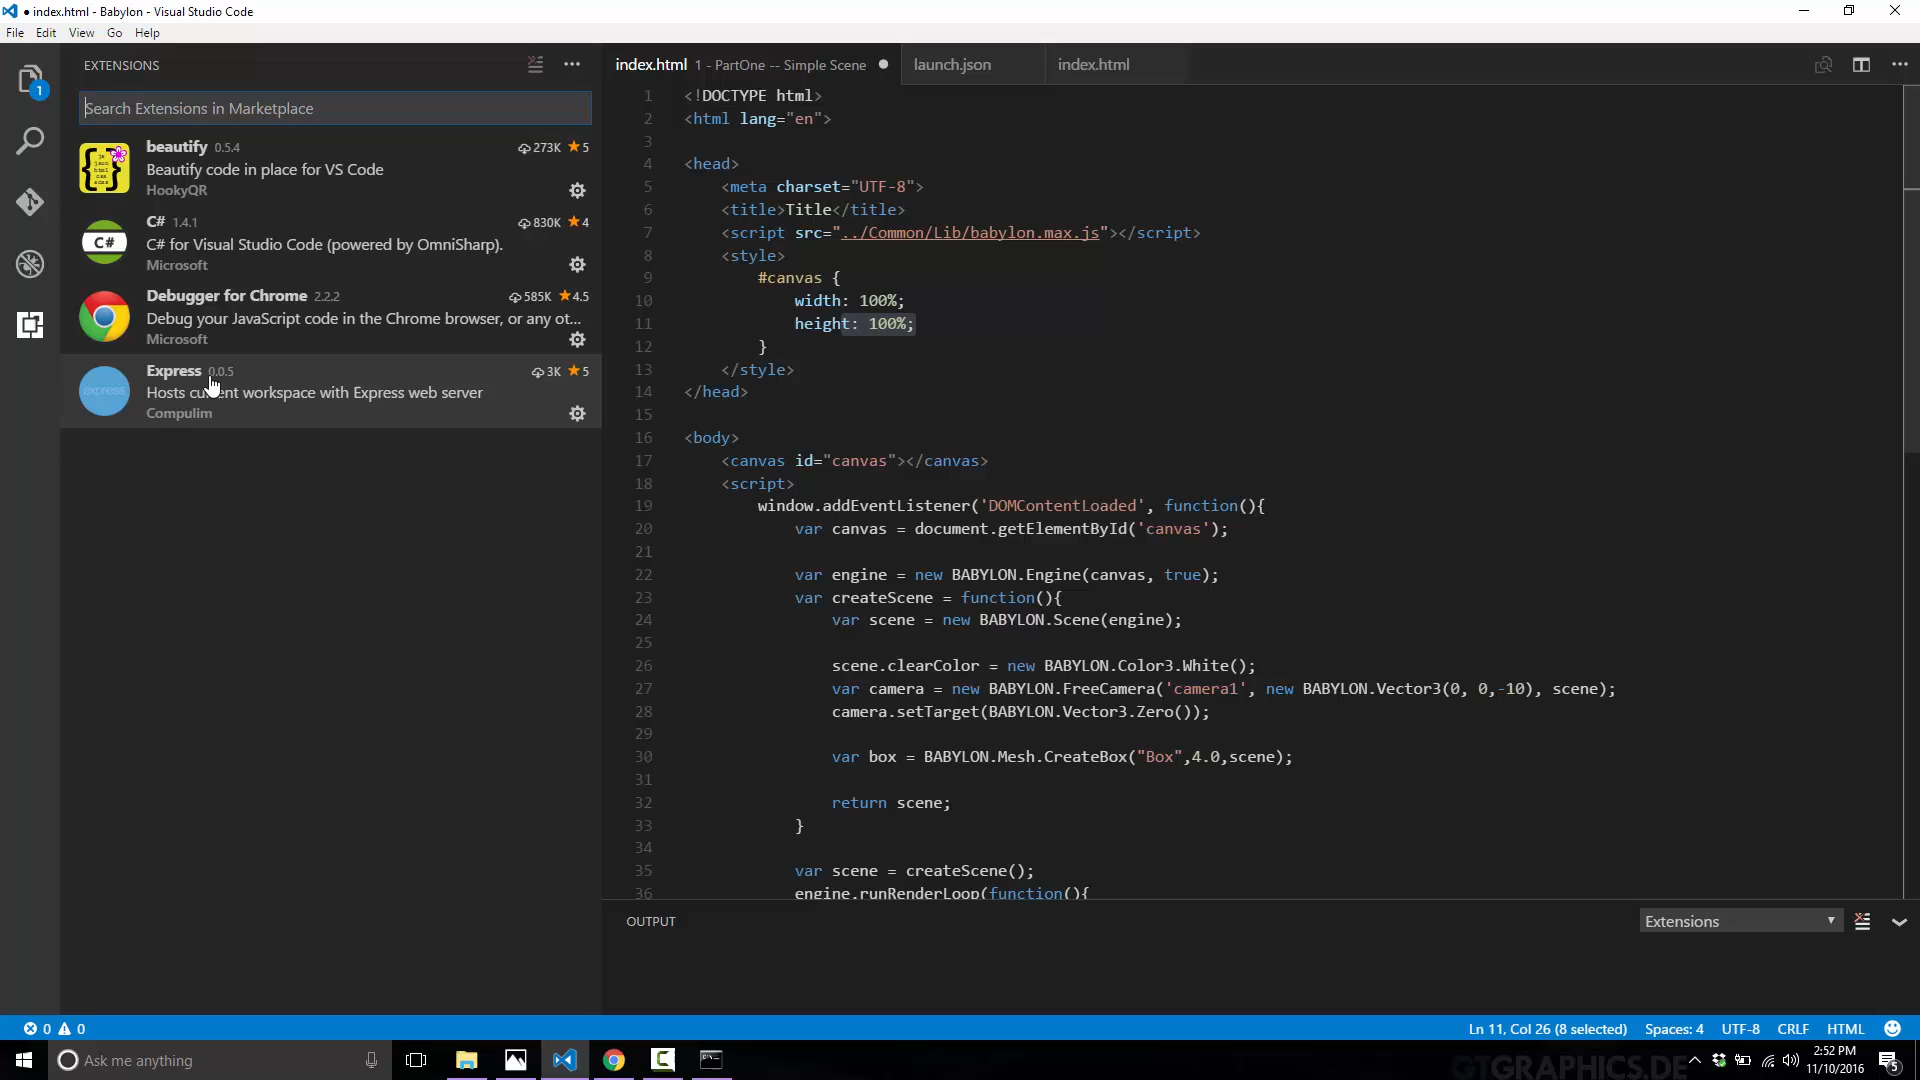 ● index.html - Babylon - Visual Studio Code
File Edit View Go Help
EXTENSIONS
Search Extensions in Marketplace
beautify 0.5.4 273K ★5
Beautify code in place for VS Code
HookyQR
C# 1.4.1 830K ★4
C# for Visual Studio Code (powered by OmniSharp).
Microsoft
Debugger for Chrome 2.2.2 585K ★4.5
Debug your JavaScript code in the Chrome browser, or any ot...
Microsoft
Express 0.0.5 3K ★5
Hosts current workspace with Express web server
Compulim
1
C#
express
index.html 1 - PartOne -- Simple Scene ● launch.json index.html
1 <!DOCTYPE html>
2 <html lang="en">
3
4 <head>
5 <meta charset="UTF-8">
6 <title>Title</title>
7 <script src="../Common/Lib/babylon.max.js"></script>
8 <style>
9 #canvas {
10 width: 100%;
11 height: 100%;
12 }
13 </style>
14 </head>
15
16 <body>
17 <canvas id="canvas"></canvas>
18 <script>
19 window.addEventListener('DOMContentLoaded', function(){
20 var canvas = document.getElementById('canvas');
21
22 var engine = new BABYLON.Engine(canvas, true);
23 var createScene = function(){
24 var scene = new BABYLON.Scene(engine);
25
26 scene.clearColor = new BABYLON.Color3.White();
27 var camera = new BABYLON.FreeCamera('camera1', new BABYLON.Vector3(0, 0,-10), scene);
28 camera.setTarget(BABYLON.Vector3.Zero());
29
30 var box = BABYLON.Mesh.CreateBox("Box",4.0,scene);
31
32 return scene;
33 }
34
35 var scene = createScene();
36 engine.runRenderLoop(function(){
OUTPUT Extensions
0 0 Ln 11, Col 26 (8 selected) Spaces: 4 UTF-8 CRLF HTML
Ask me anything
GTGRAPHICS.DE
2:52 PM
11/10/2016
5